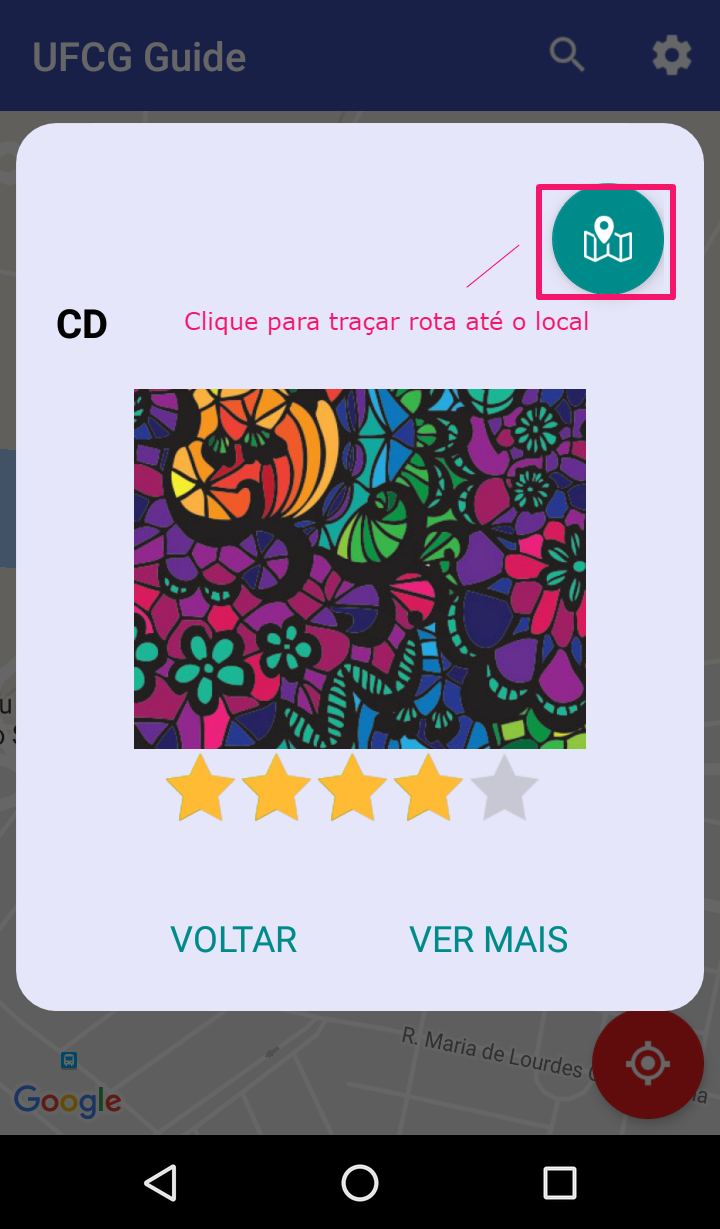 UFCG Guide
CD
Clique para traçar rota até o local
VOLTAR
VER MAIS
R. Maria de Lourdes
Google